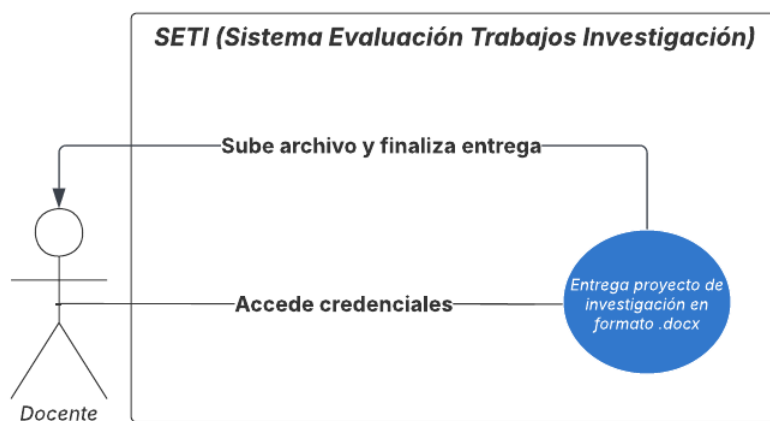 SETI (Sistema Evaluación Trabajos Investigación)
Sube archivo y finaliza entrega
Entrega proyecto de
investigación en
formato .docx
Accede credenciales
Docente